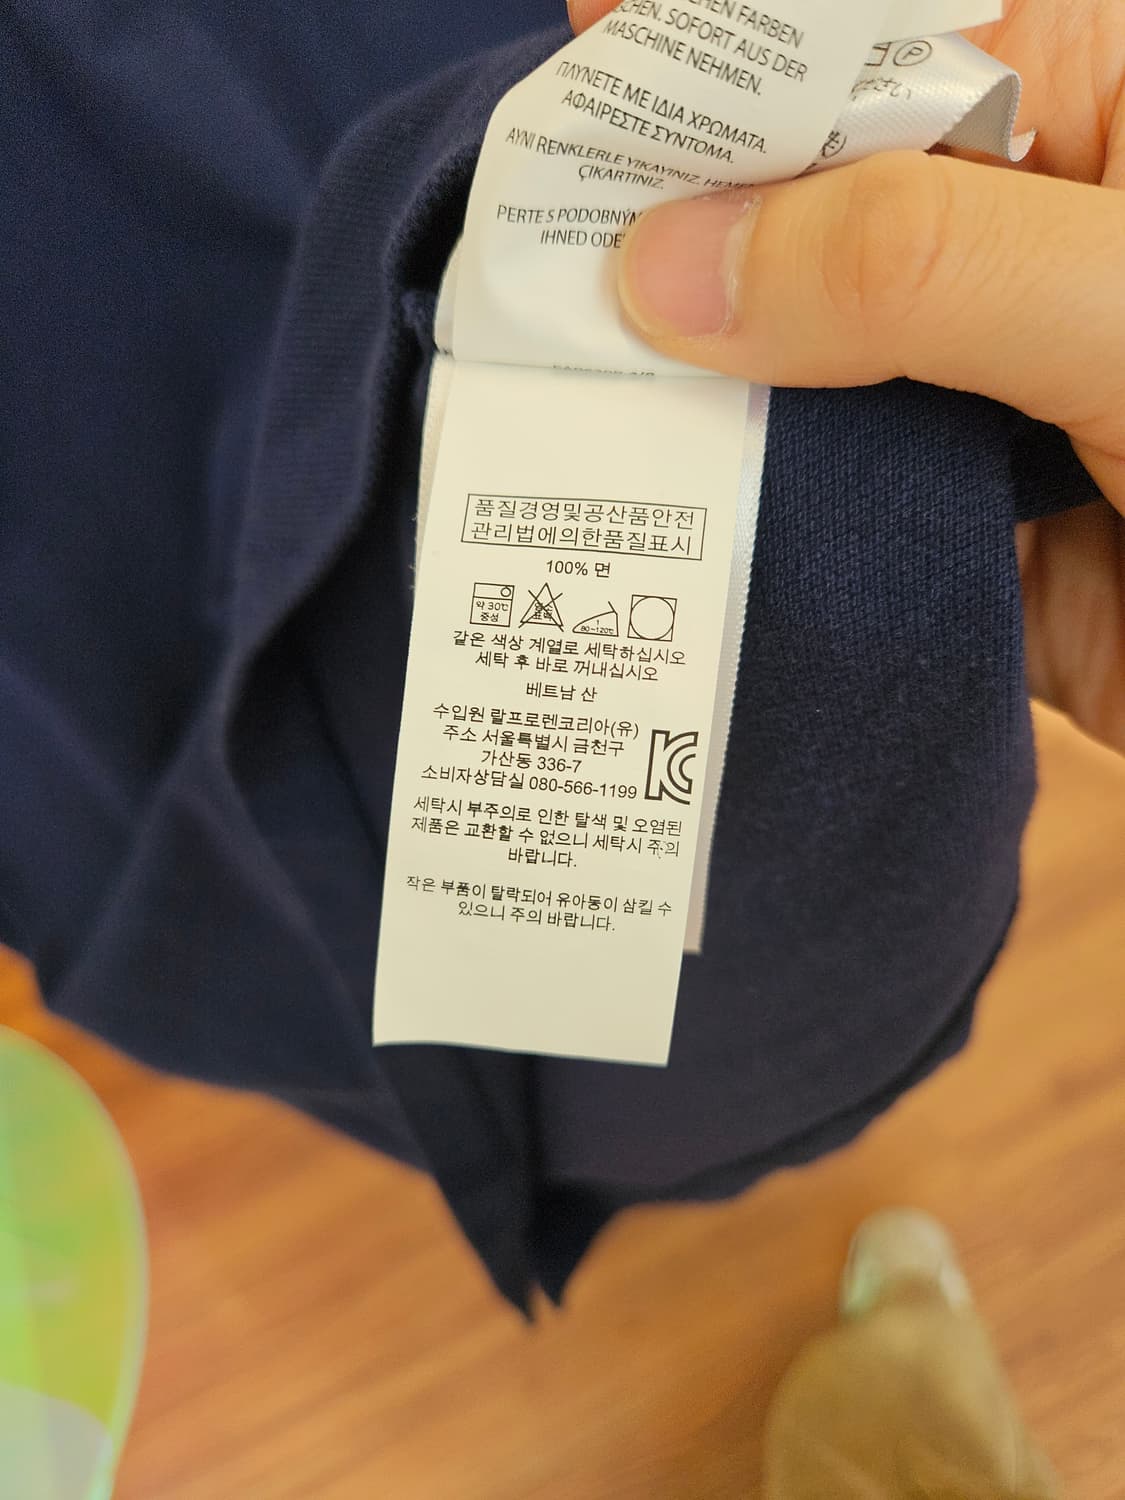 FARBEN
SOFORT AUS DER
MASCHINE NEHMEN.
ΠΛΥΝΕΤΕ ΜΕ ΙΔΙΑ ΧΡΩΜΑΤΑ.
ΑΦΑΙΡΕΣΤΕ ΣΥΝΤΟΜΑ.
AYNI RENKLERLE YIKAYINIZ.
ÇIKARTINIZ.
PERTE S
IHNED
P
품질경영및공산품안전
관리법에의한품질표시
100% 면
약 30℃
중성
염소
표백
1
80~120℃
같은 색상 계열로 세탁하십시오
세탁 후 바로 꺼내십시오
베트남 산
수입원 랄프로렌코리아(유)
주소 서울특별시 금천구
가산동 336-7
소비자상담실 080-566-1199
세탁시 부주의로 인한 탈색 및 오염된
제품은 교환할 수 없으니 세탁시 주의
바랍니다.
작은 부품이 탈락되어 유아동이 삼킬 수
있으니 주의 바랍니다.